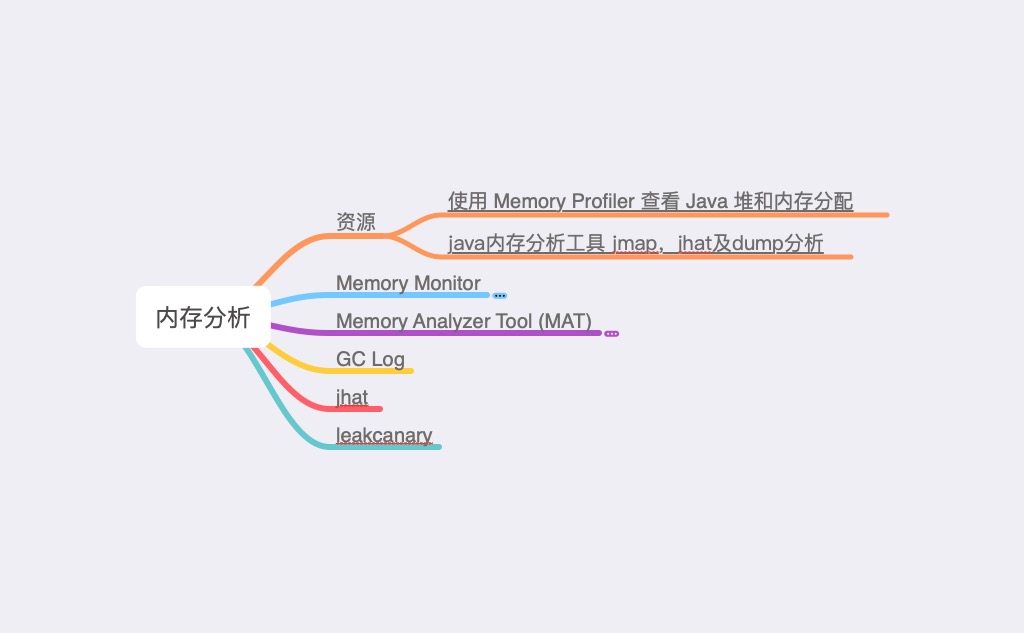 使用 Memory Profiler 查看 Java 堆和内存分配
资源
java内存分析工具 jmap，jhat及dump分析
Memory Monitor
内存分析
Memory Analyzer Tool (MAT)
GC Log
jhat
leakcanary